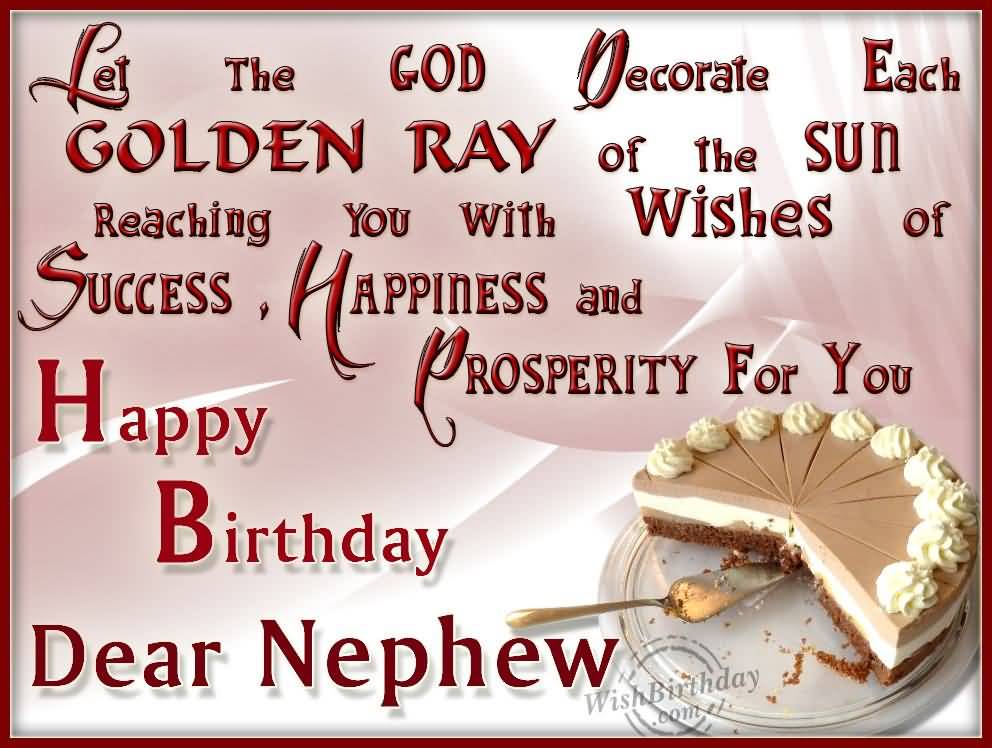 Let The GOD Decorate Each
GOLDEN RAY of the SUN
Reaching You With Wishes of
Success , Happiness and
Prosperity For You
Happy
Birthday
Dear Nephew
WishBirthday
.com